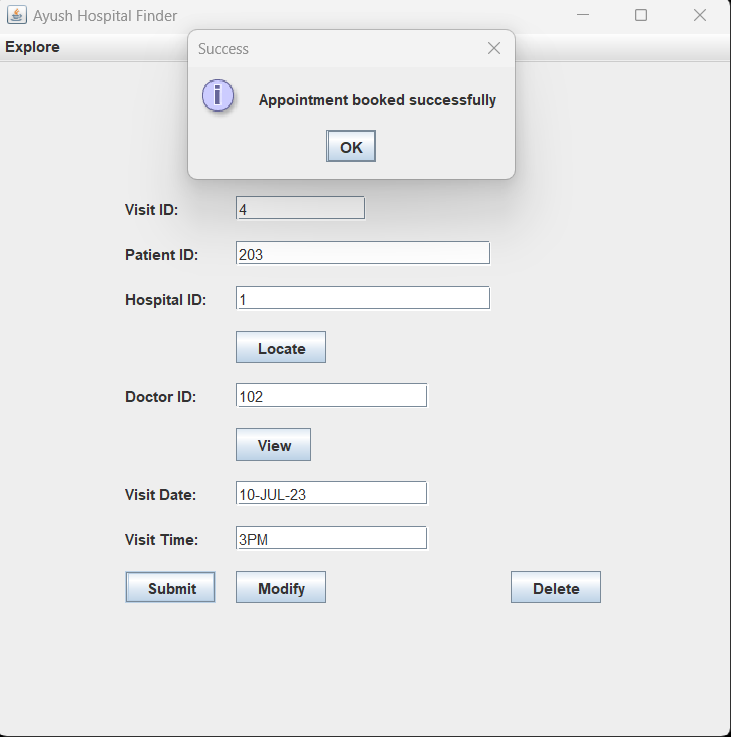 Ayush Hospital Finder
Explore
Success
i
Appointment booked successfully
OK
Visit ID: 4
Patient ID: 203
Hospital ID: 1
Locate
Doctor ID: 102
View
Visit Date: 10-JUL-23
Visit Time: 3PM
Submit Modify Delete